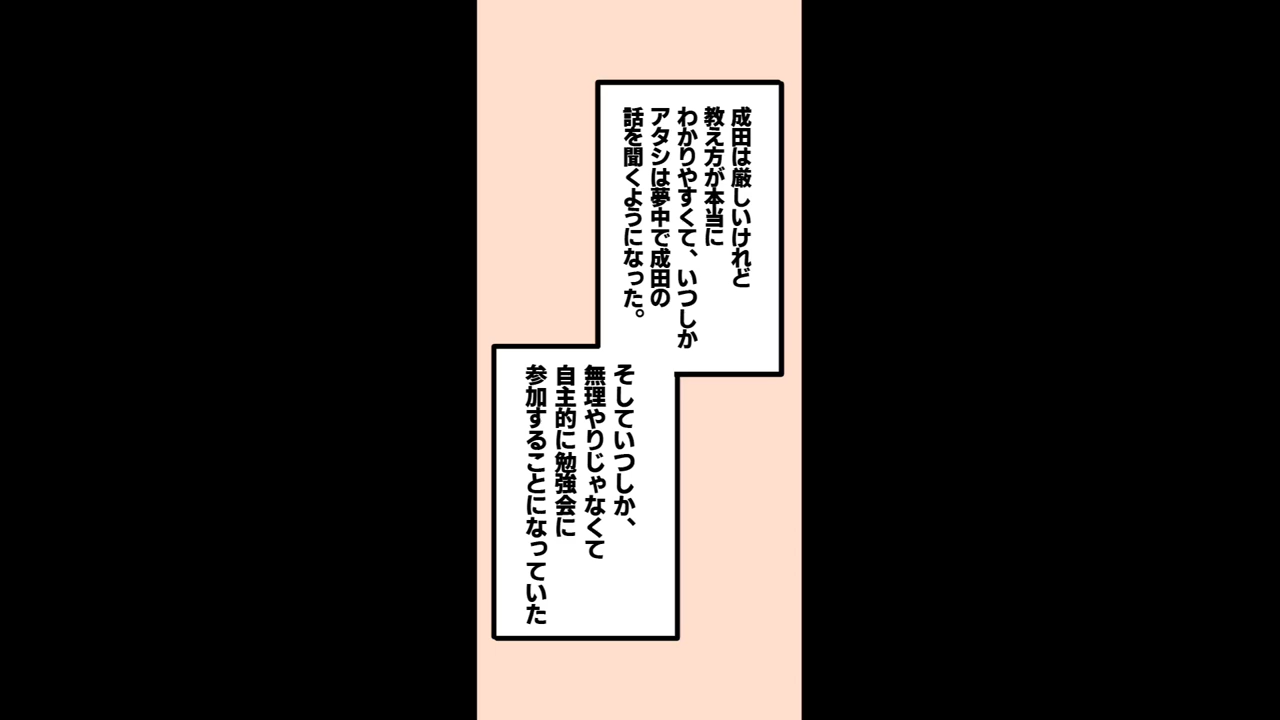 成田は厳しいけれど
教え方が本当に
わかりやすくて、いつしか
アタシは夢中で成田の
話を聞くようになった。
そしていつしか、
無理やりじゃなくて
自主的に勉強会に
参加することになっていた